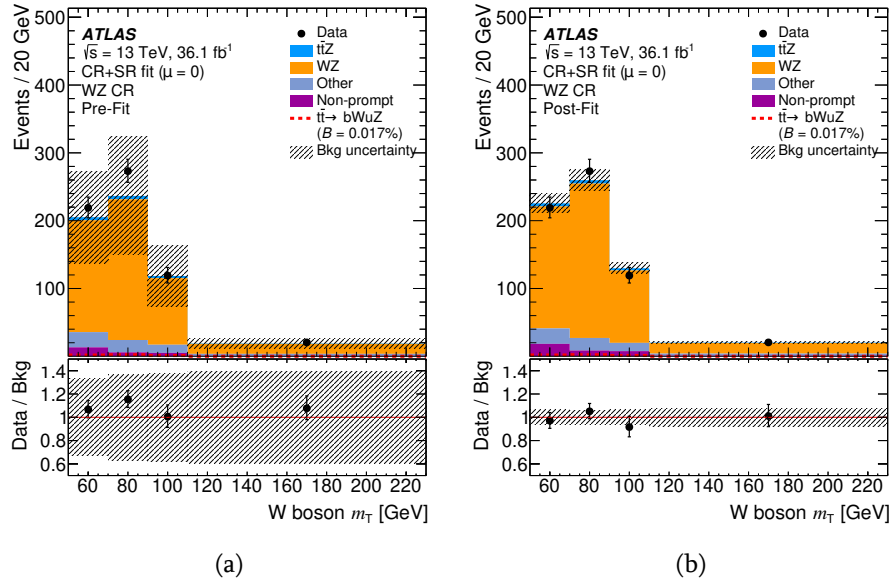 ATLAS
√s = 13 TeV, 36.1 fb⁻¹
CR+SR fit (μ = 0)
WZ CR
Pre-Fit
Data
tt̄Z
WZ
Other
Non-prompt
tt̄→ bWuZ
(B = 0.017%)
Bkg uncertainty
Events / 20 GeV
500
400
300
200
100
Data / Bkg
1.4
1.2
1
0.8
0.6
60 80 100 120 140 160 180 200 220
W boson m_T [GeV]
(a)
ATLAS
√s = 13 TeV, 36.1 fb⁻¹
CR+SR fit (μ = 0)
WZ CR
Post-Fit
Data
tt̄Z
WZ
Other
Non-prompt
tt̄→ bWuZ
(B = 0.017%)
Bkg uncertainty
Events / 20 GeV
500
400
300
200
100
Data / Bkg
1.4
1.2
1
0.8
0.6
60 80 100 120 140 160 180 200 220
W boson m_T [GeV]
(b)